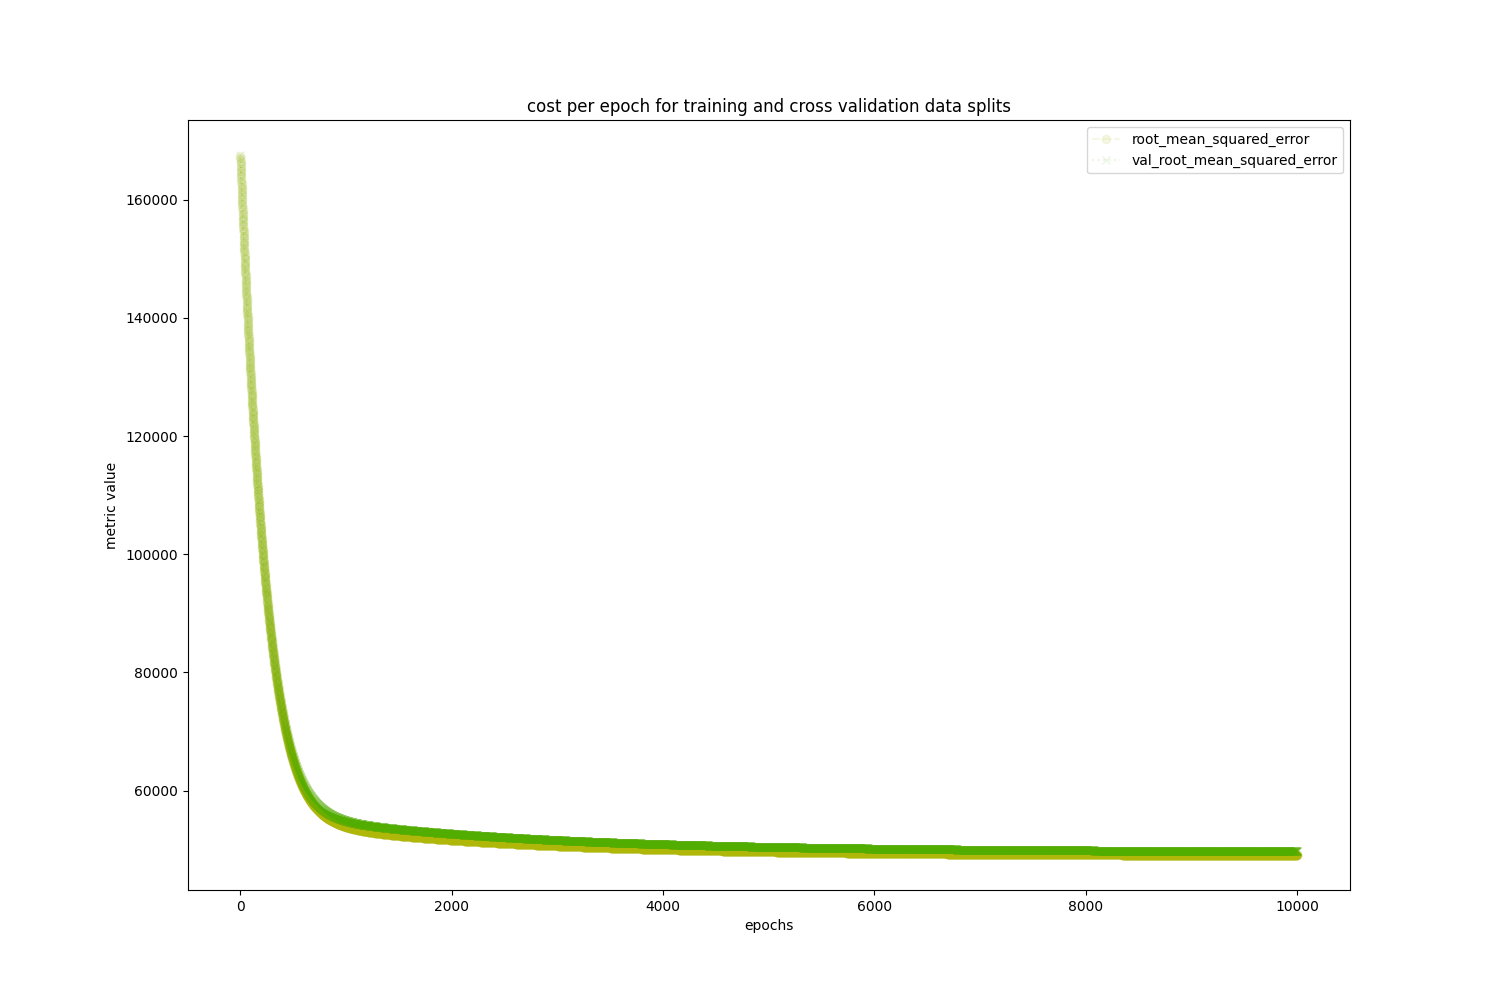 cost per epoch for training and cross validation data splits
root_mean_squared_error
val_root_mean_squared_error
metric value
160000
140000
120000
100000
80000
60000
0
2000
4000
6000
8000
10000
epochs